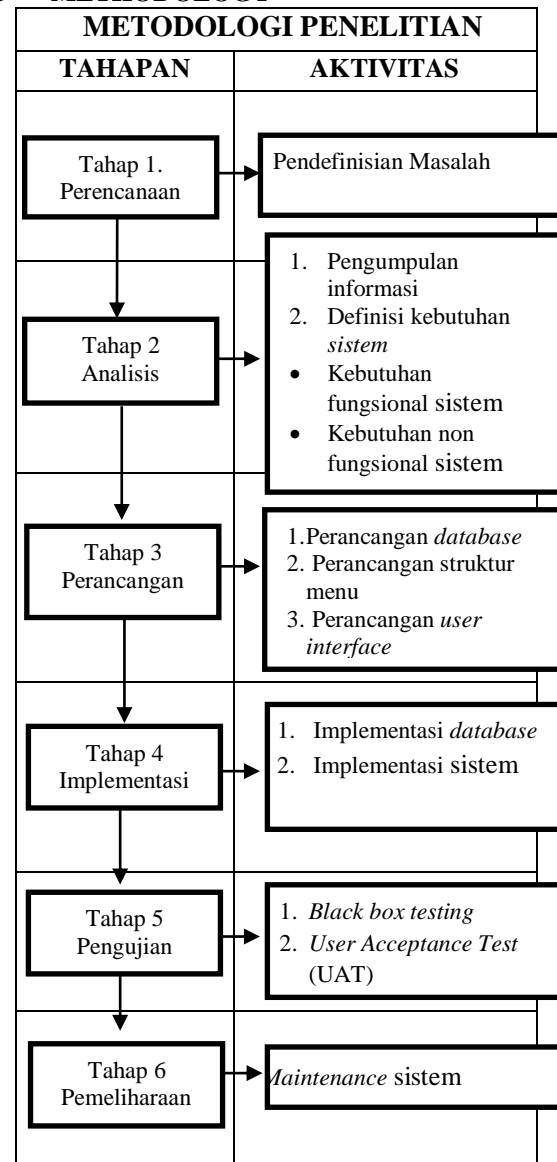 METODOLOGI PENELITIAN
TAHAPAN
AKTIVITAS
Tahap 1.
Perencanaan
Pendefinisian Masalah
Tahap 2
Analisis
1. Pengumpulan
informasi
2. Definisi kebutuhan
sistem
• Kebutuhan
fungsional sistem
• Kebutuhan non
fungsional sistem
Tahap 3
Perancangan
1.Perancangan database
2. Perancangan struktur
menu
3. Perancangan user
interface
Tahap 4
Implementasi
1. Implementasi database
2. Implementasi sistem
Tahap 5
Pengujian
1. Black box testing
2. User Acceptance Test
(UAT)
Tahap 6
Pemeliharaan
Maintenance sistem